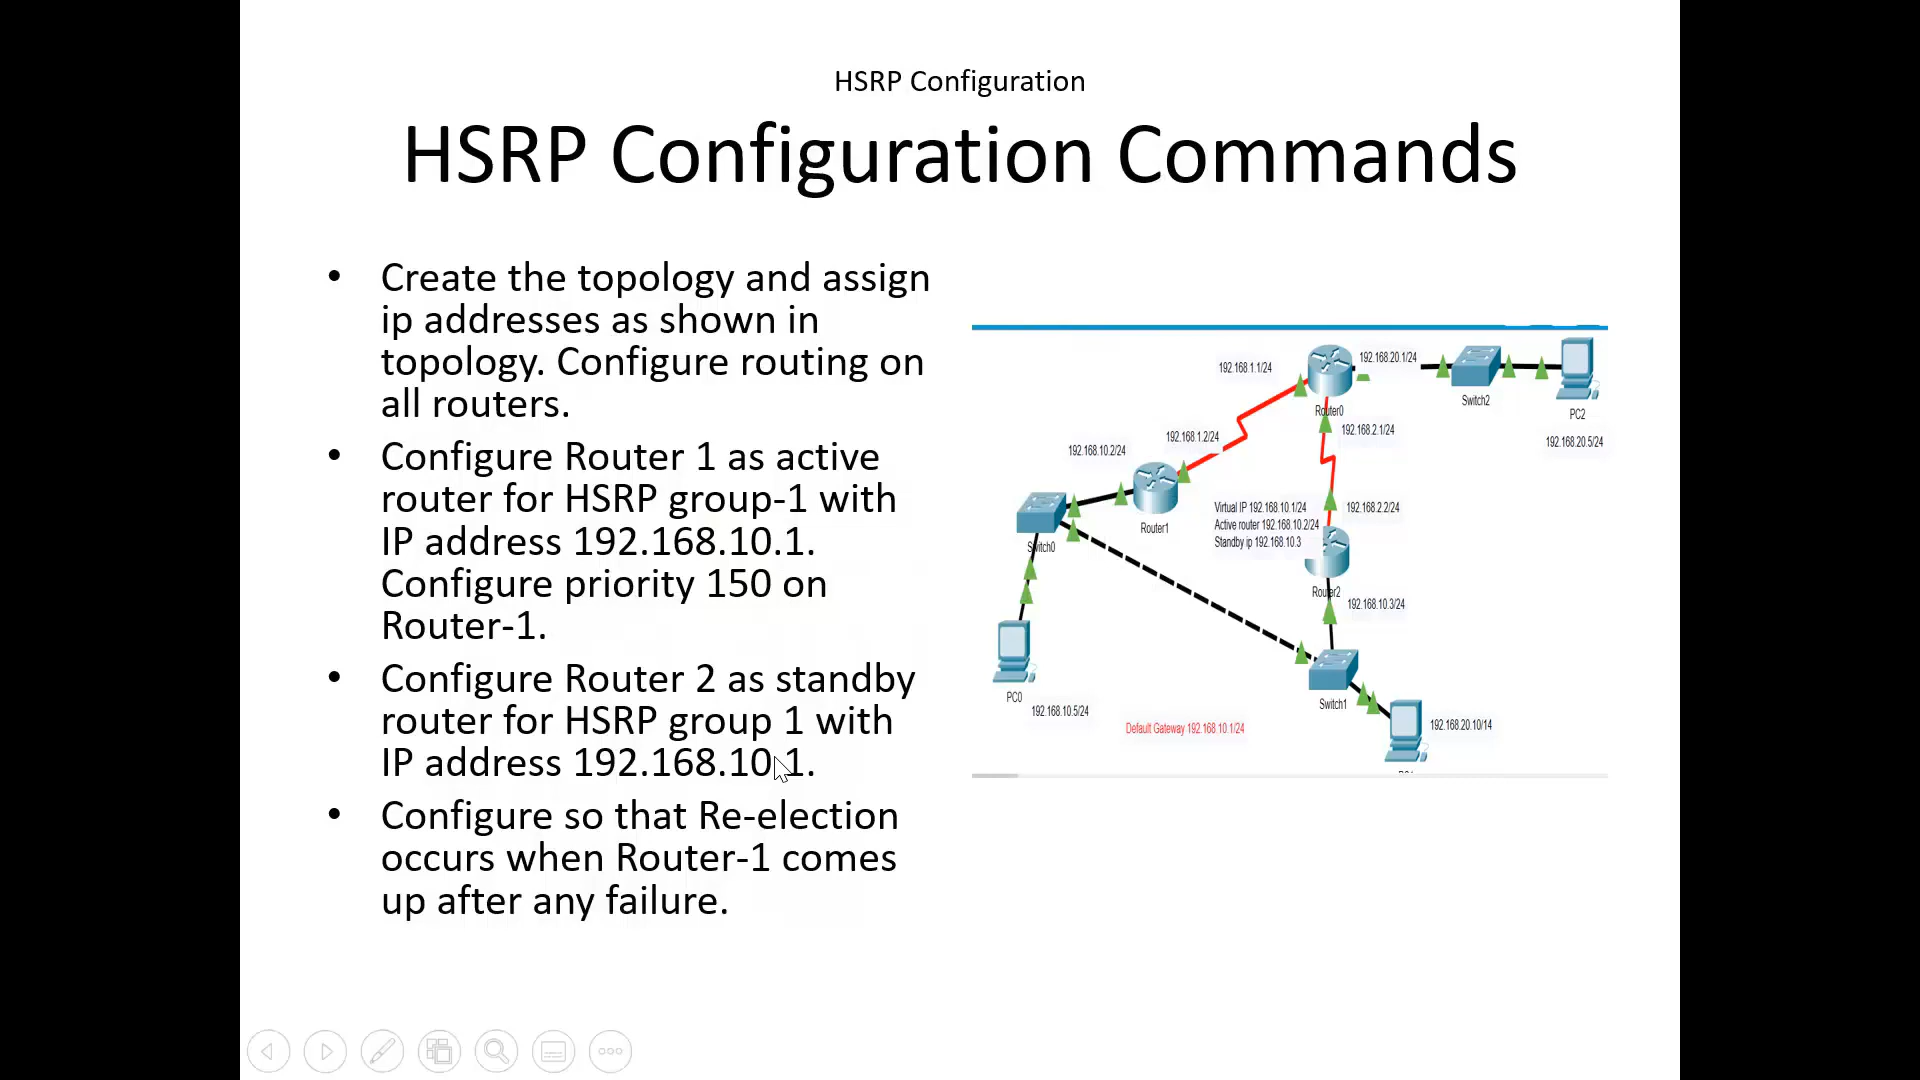 HSRP Configuration
HSRP Configuration Commands
• Create the topology and assign
ip addresses as shown in
topology. Configure routing on
all routers.
• Configure Router 1 as active
router for HSRP group-1 with
IP address 192.168.10.1.
Configure priority 150 on
Router-1.
• Configure Router 2 as standby
router for HSRP group 1 with
IP address 192.168.10.1.
• Configure so that Re-election
occurs when Router-1 comes
up after any failure.
192.168.1.1/24
192.168.20.1/24
Router0
Switch2
PC2
192.168.20.5/24
192.168.2.1/24
192.168.1.2/24
192.168.10.2/24
Router1
Switch0
Virtual IP 192.168.10.1/24
Active router 192.168.10.2/24
Standby ip 192.168.10.3
192.168.2.2/24
Router2
192.168.10.3/24
PC0
192.168.10.5/24
Switch1
Default Gateway 192.168.10.1/24
192.168.20.10/14